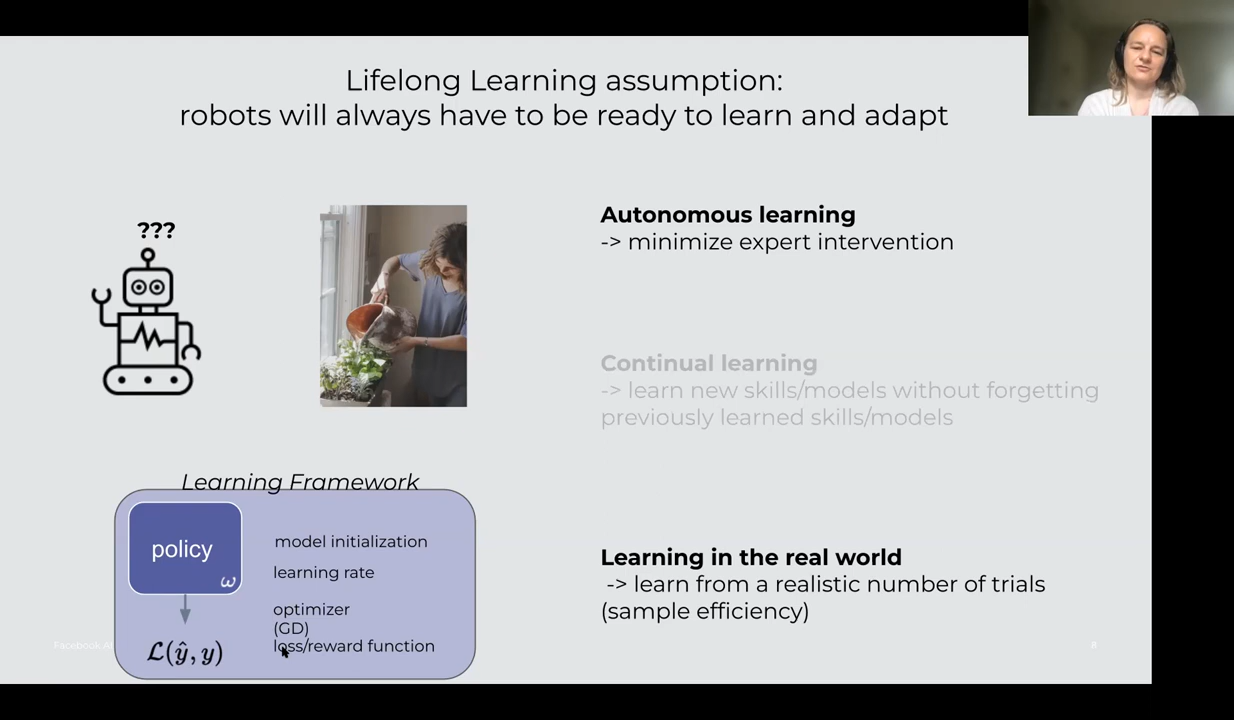 Lifelong Learning assumption:
robots will always have to be ready to learn and adapt
???
Autonomous learning
-> minimize expert intervention
Continual learning
-> learn new skills/models without forgetting
previously learned skills/models
Learning Framework
policy
ω
model initialization
learning rate
optimizer
(GD)
loss/reward function
ℒ(ŷ, y)
Learning in the real world
-> learn from a realistic number of trials
(sample efficiency)
Facebook
8